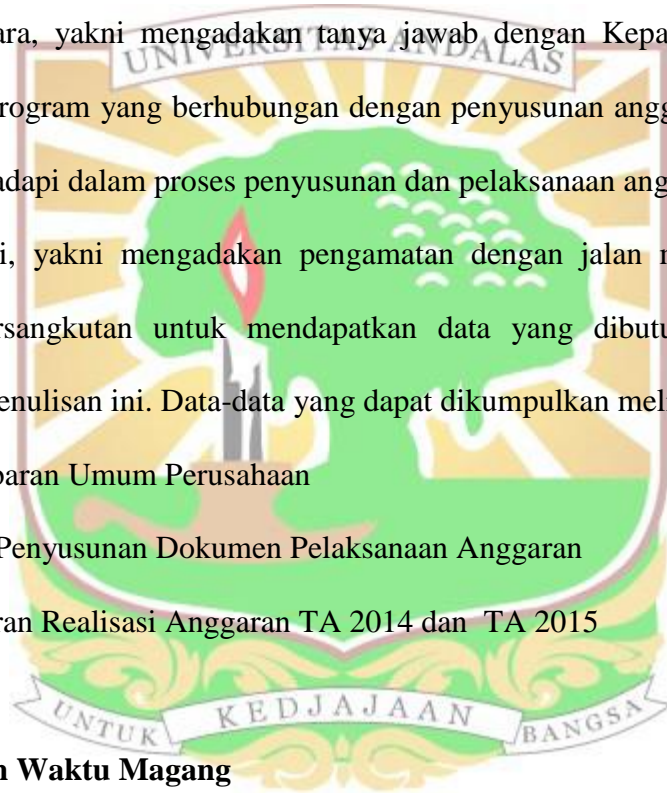 ara, yakni mengadakan tanya jawab dengan Kepa
UNIVERSITAS ANDALAS
rogram yang berhubungan dengan penyusunan angg
adapi dalam proses penyusunan dan pelaksanaan ang
i, yakni mengadakan pengamatan dengan jalan m
rsangkutan untuk mendapatkan data yang dibutu
enulisan ini. Data-data yang dapat dikumpulkan meli
baran Umum Perusahaan
Penyusunan Dokumen Pelaksanaan Anggaran
ran Realisasi Anggaran TA 2014 dan TA 2015
UNTUK KEDJAJAAN BANGSA
n Waktu Magang